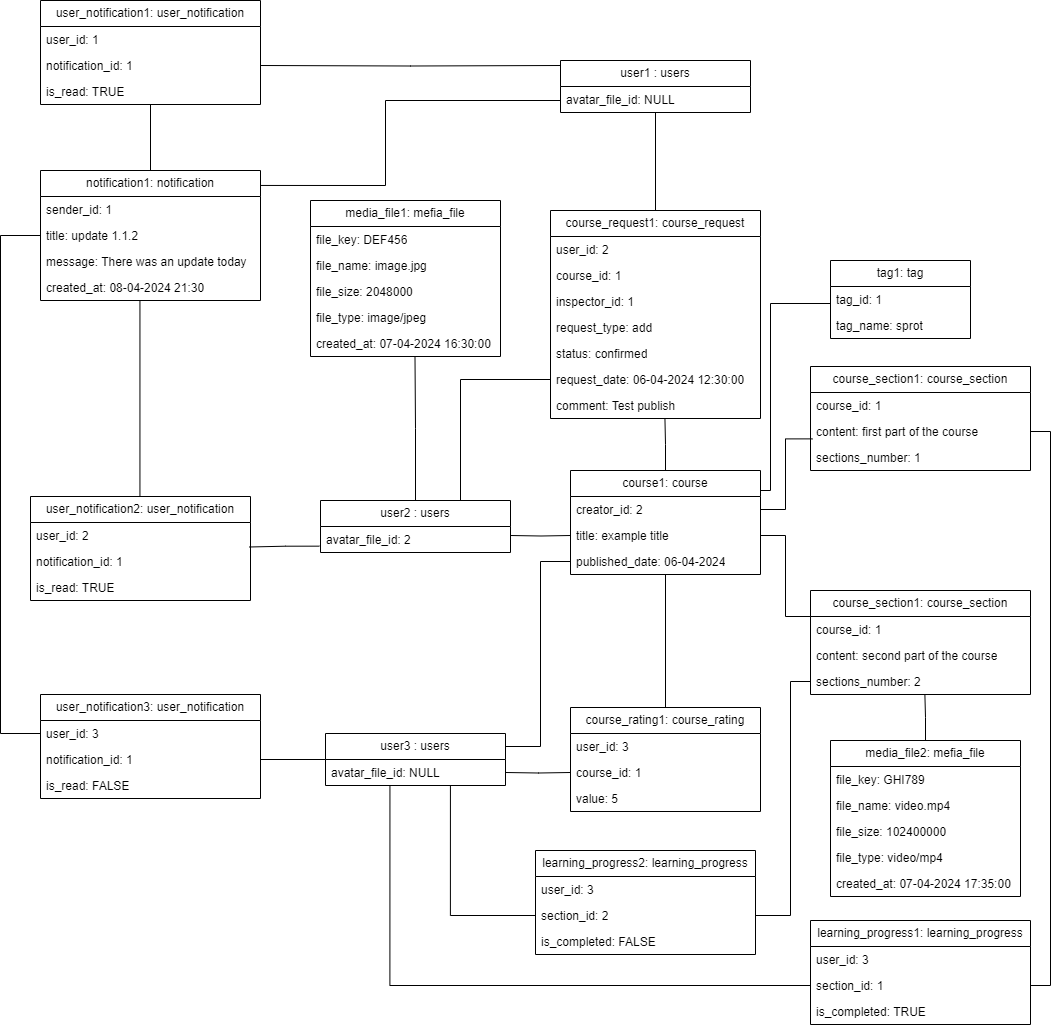 user_notification1: user_notification
user_id: 1
notification_id: 1
is_read: TRUE
user1 : users
avatar_file_id: NULL
notification1: notification
sender_id: 1
title: update 1.1.2
message: There was an update today
created_at: 08-04-2024 21:30
media_file1: mefia_file
file_key: DEF456
file_name: image.jpg
file_size: 2048000
file_type: image/jpeg
created_at: 07-04-2024 16:30:00
course_request1: course_request
user_id: 2
course_id: 1
inspector_id: 1
request_type: add
status: confirmed
request_date: 06-04-2024 12:30:00
comment: Test publish
tag1: tag
tag_id: 1
tag_name: sprot
course_section1: course_section
course_id: 1
content: first part of the course
sections_number: 1
user_notification2: user_notification
user_id: 2
notification_id: 1
is_read: TRUE
user2 : users
avatar_file_id: 2
course1: course
creator_id: 2
title: example title
published_date: 06-04-2024
course_section1: course_section
course_id: 1
content: second part of the course
sections_number: 2
user_notification3: user_notification
user_id: 3
notification_id: 1
is_read: FALSE
user3 : users
avatar_file_id: NULL
course_rating1: course_rating
user_id: 3
course_id: 1
value: 5
media_file2: mefia_file
file_key: GHI789
file_name: video.mp4
file_size: 102400000
file_type: video/mp4
created_at: 07-04-2024 17:35:00
learning_progress2: learning_progress
user_id: 3
section_id: 2
is_completed: FALSE
learning_progress1: learning_progress
user_id: 3
section_id: 1
is_completed: TRUE